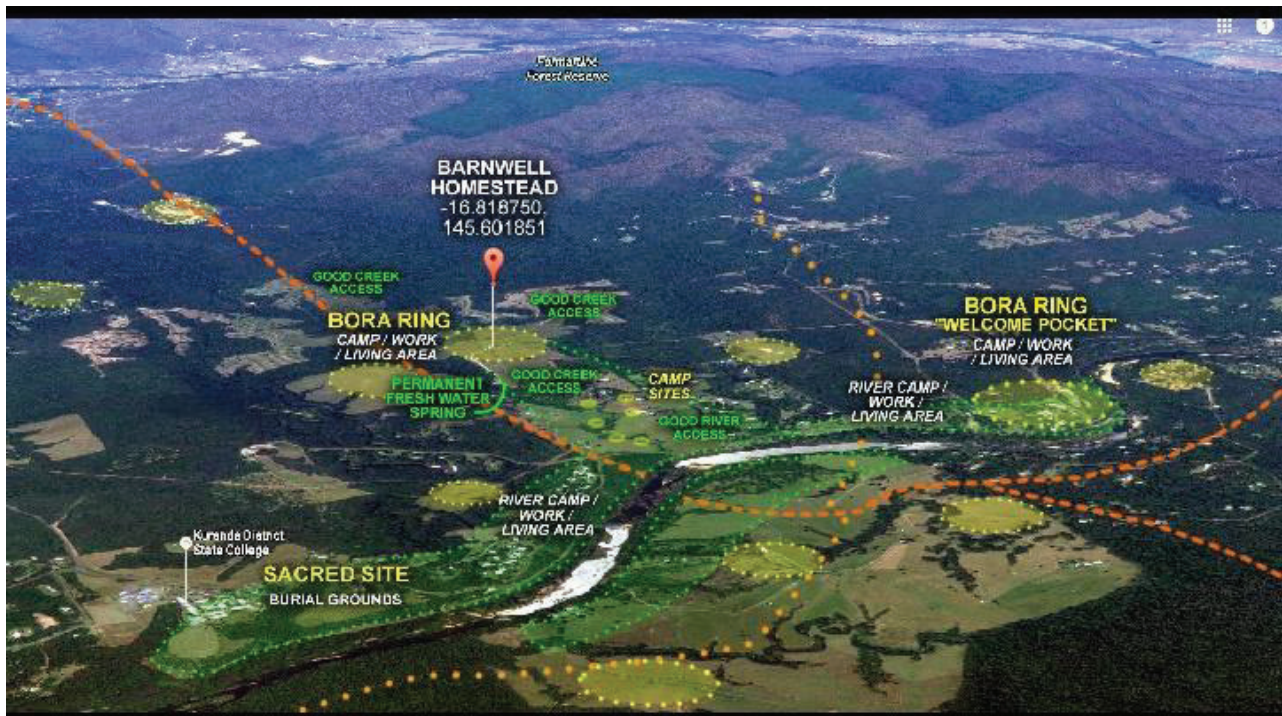 Forest Reserve
BARNWELL
HOMESTEAD
-16.818750,
145.601851
GOOD CREEK
ACCESS
GOOD CREEK
ACCESS
BORA RING
CAMP / WORK
/ LIVING AREA
BORA RING
"WELCOME POCKET"
CAMP / WORK
/ LIVING AREA
PERMANENT
FRESH WATER
SPRING
GOOD CREEK
ACCESS
CAMP
SITES
GOOD RIVER
ACCESS
RIVER CAMP /
WORK /
LIVING AREA
RIVER CAMP /
WORK /
LIVING AREA
Kuranda District
State College
SACRED SITE
BURIAL GROUNDS